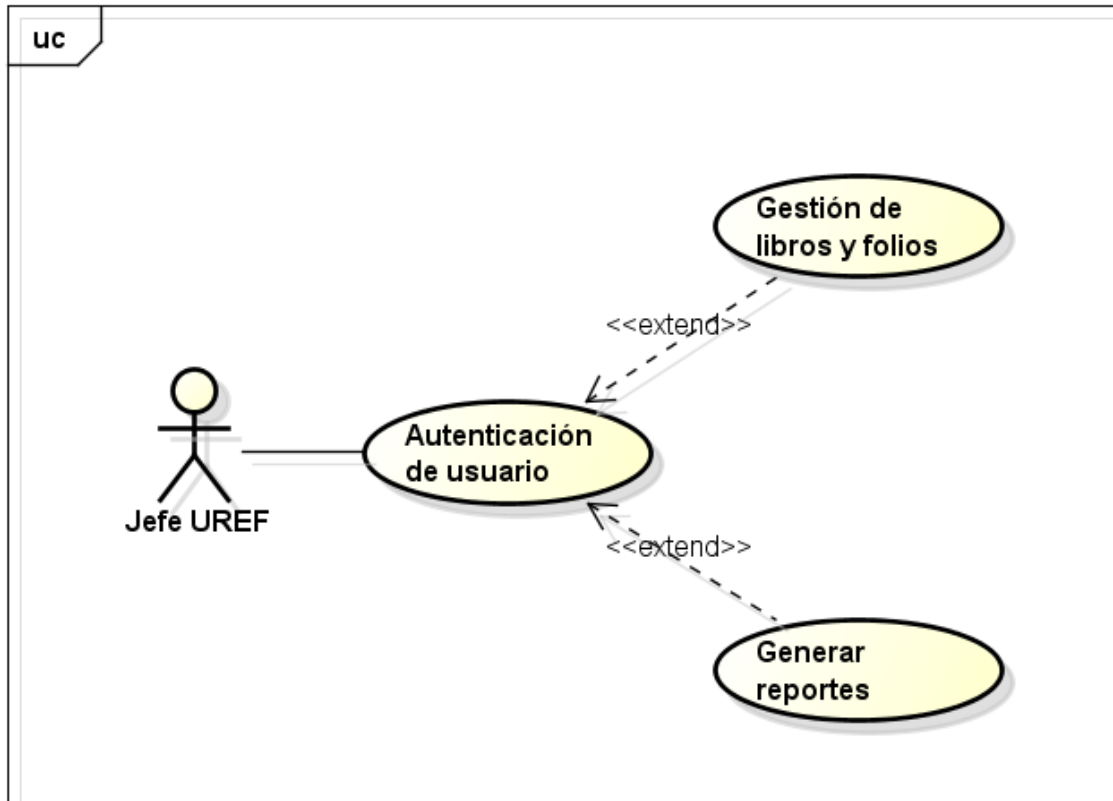 uc
Gestión de
libros y folios
<<extend>>
Autenticación
de usuario
Jefe UREF
<<extend>>
Generar
reportes